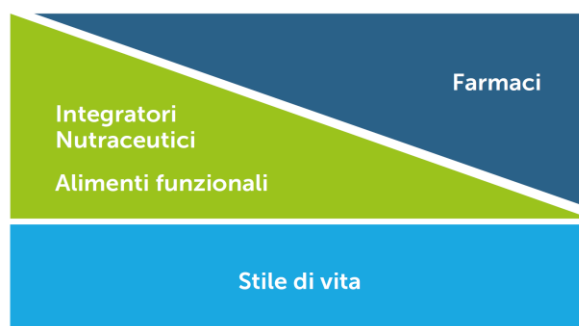 Farmaci
Integratori
Nutraceutici
Alimenti funzionali
Stile di vita